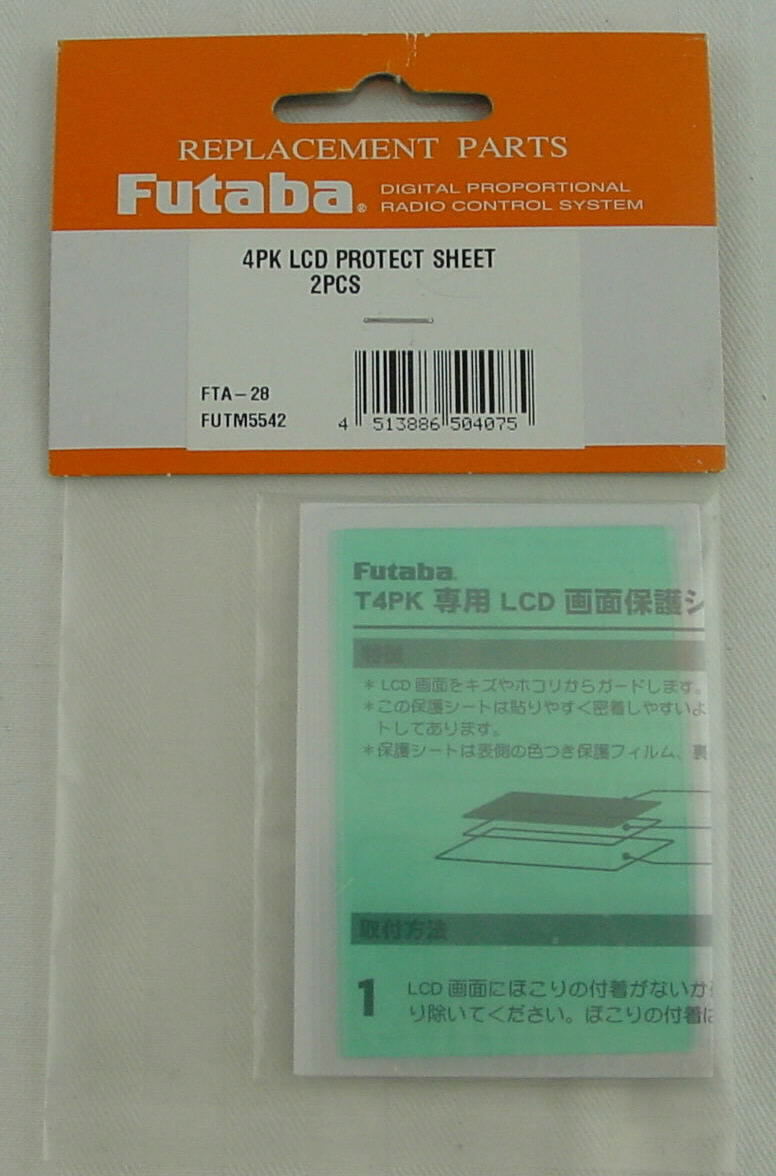 REPLACEMENT PARTS
Futaba® DIGITAL PROPORTIONAL
RADIO CONTROL SYSTEM
4PK LCD PROTECT SHEET
2PCS
FTA-28
FUTM5542
4 513886 504075
Futaba
T4PK 専用 LCD 画面保護シ
特徴
*LCD 画面をキズやホコリからガードします。
*この保護シートは貼りやすく密着しやすいよ
トしてあります。
*保護シートは表側の色つき保護フィルム、裏
取付方法
1 LCD 画面にほこりの付着がないか
り除いてください。ほこりの付着は